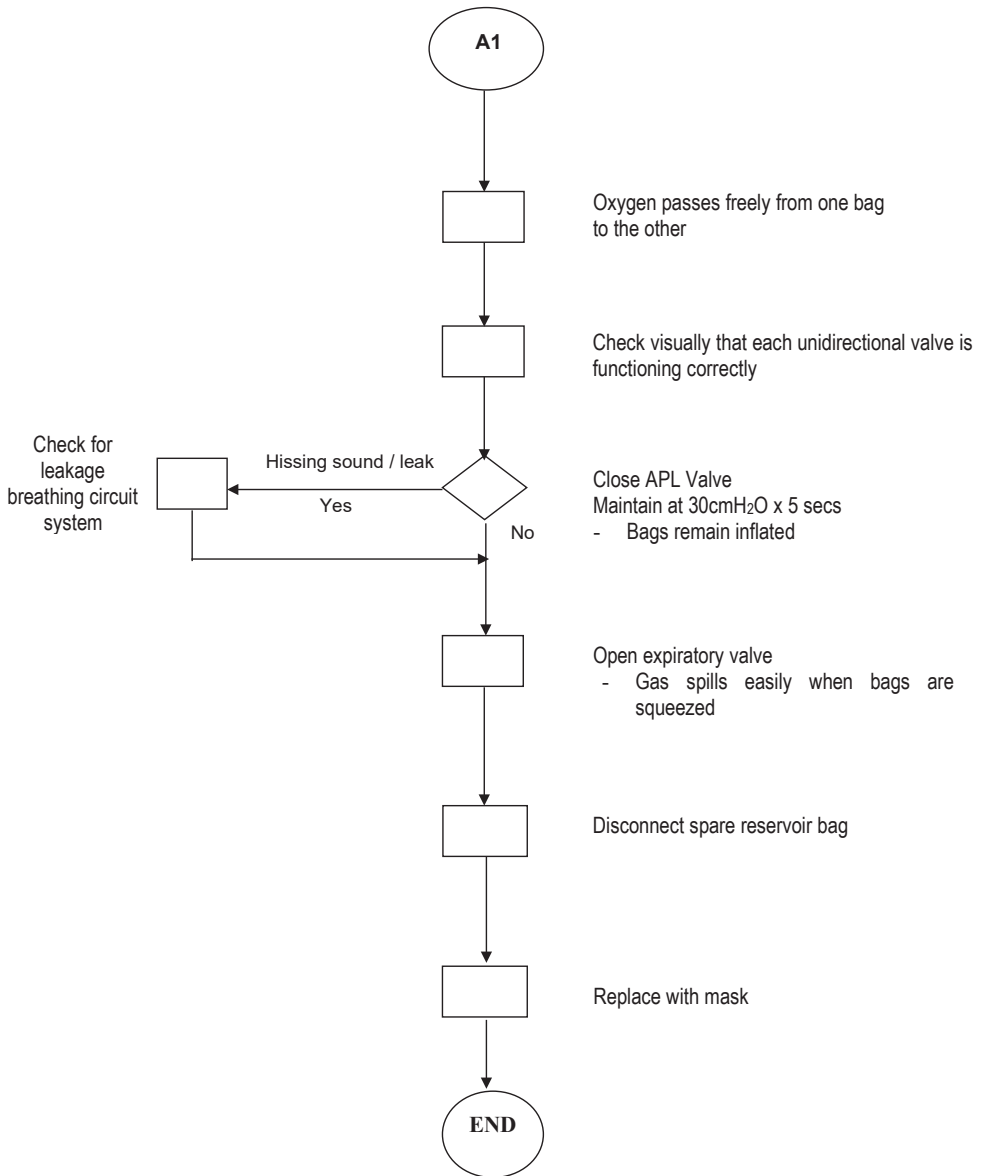 A1
Oxygen passes freely from one bag
to the other
Check visually that each unidirectional valve is
functioning correctly
Check for
leakage
breathing circuit
system
Hissing sound / leak
Yes
No
Close APL Valve
Maintain at 30cmH₂O x 5 secs
- Bags remain inflated
Open expiratory valve
- Gas spills easily when bags are
squeezed
Disconnect spare reservoir bag
Replace with mask
END